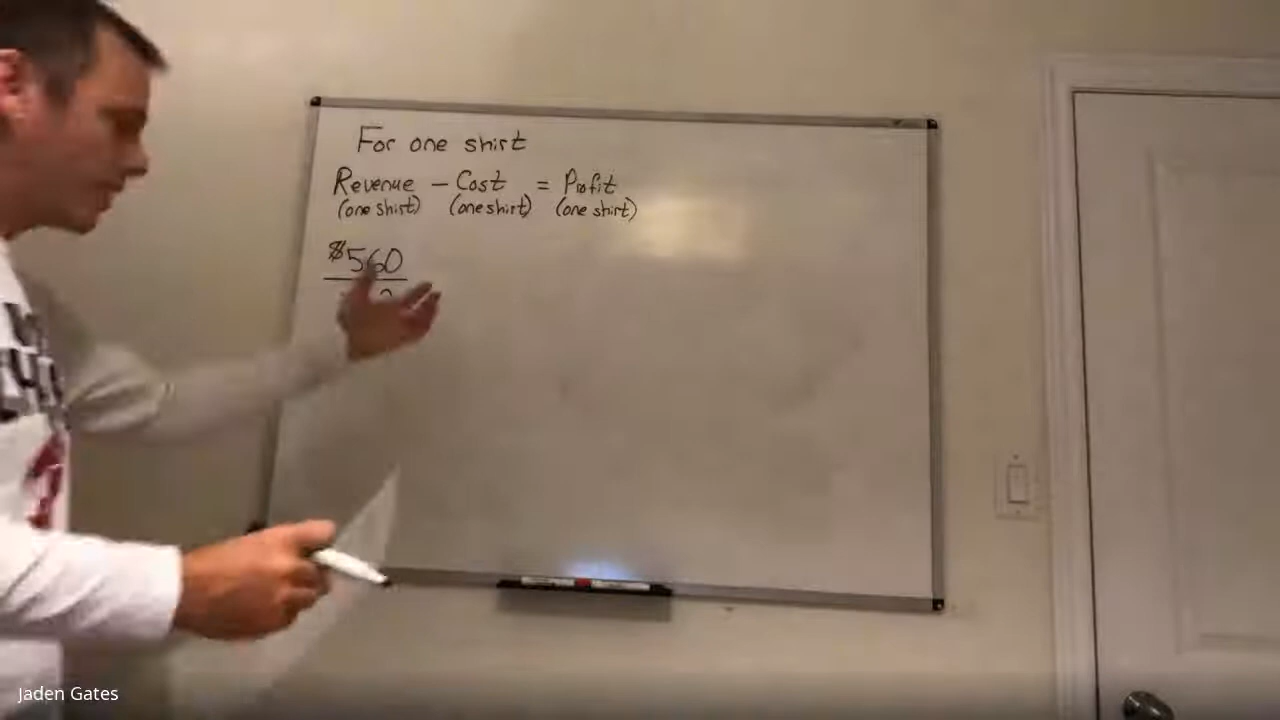 For one shirt
Revenue - Cost = Profit
(one shirt) (one shirt) (one shirt)
$560
Jaden Gates